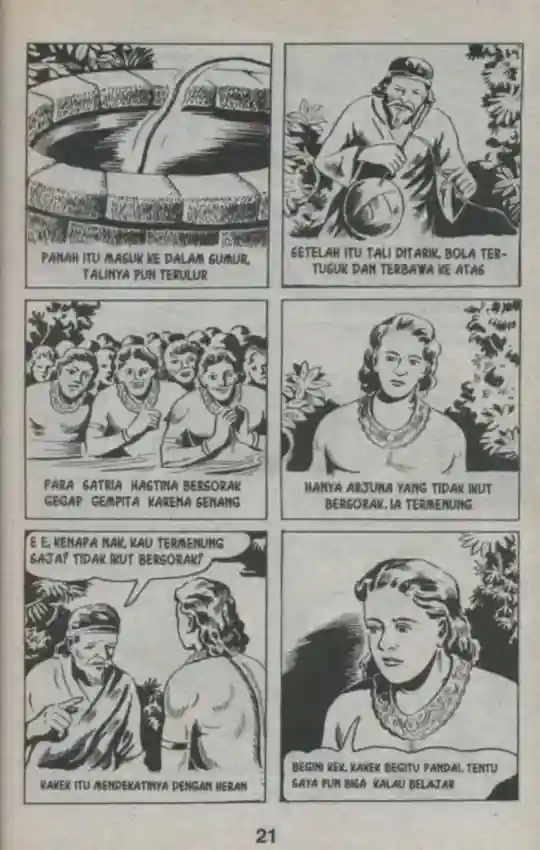 PANAH ITU MASUK KE DALAM SUMUR,
TALINYA PUN TERULUR
SETELAH ITU TALI DITARIK. BOLA TER-
TUSUK DAN TERBAWA KE ATAS
PARA SATRIA HASTINA BERSORAK
GEGAP GEMPITA KARENA SENANG
HANYA ARJUNA YANG TIDAK IKUT
BERSORAK. IA TERMENUNG
E E, KENAPA NAK, KAU TERMENUNG
SAJA? TIDAK IKUT BERSORAK?
KAKEK ITU MENDEKATINYA DENGAN HERAN
BEGINI KEK. KAKEK BEGITU PANDAI. TENTU
SAYA PUN BISA KALAU BELAJAR
21